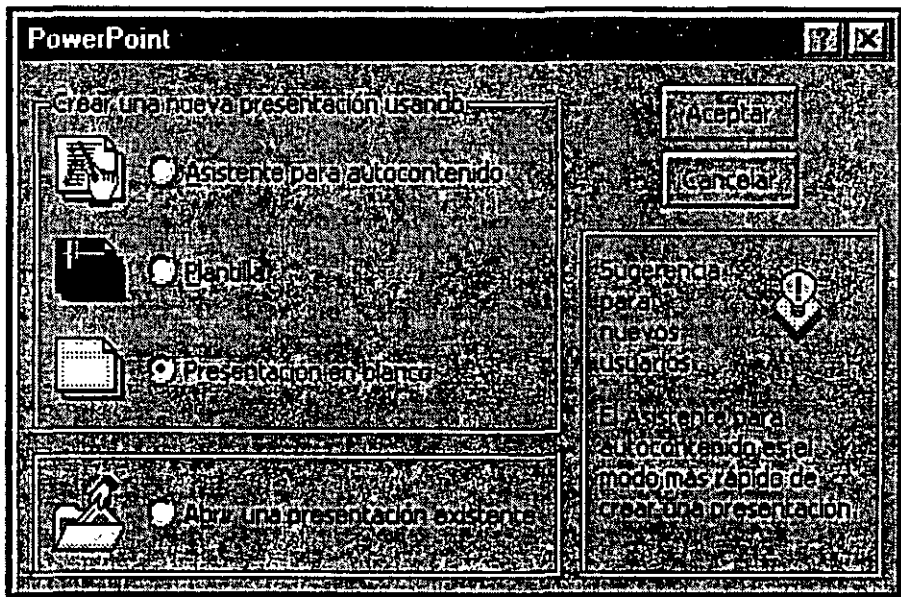 PowerPoint
Crear una nueva presentación usando
Asistente para autocontenido
Plantilla
Presentación en blanco
Abrir una presentación existente
Aceptar
Cancelar
Sugerencia
para
nuevos
usuarios
El Asistente para
autocontenido es el
modo más rápido de
crear una presentación